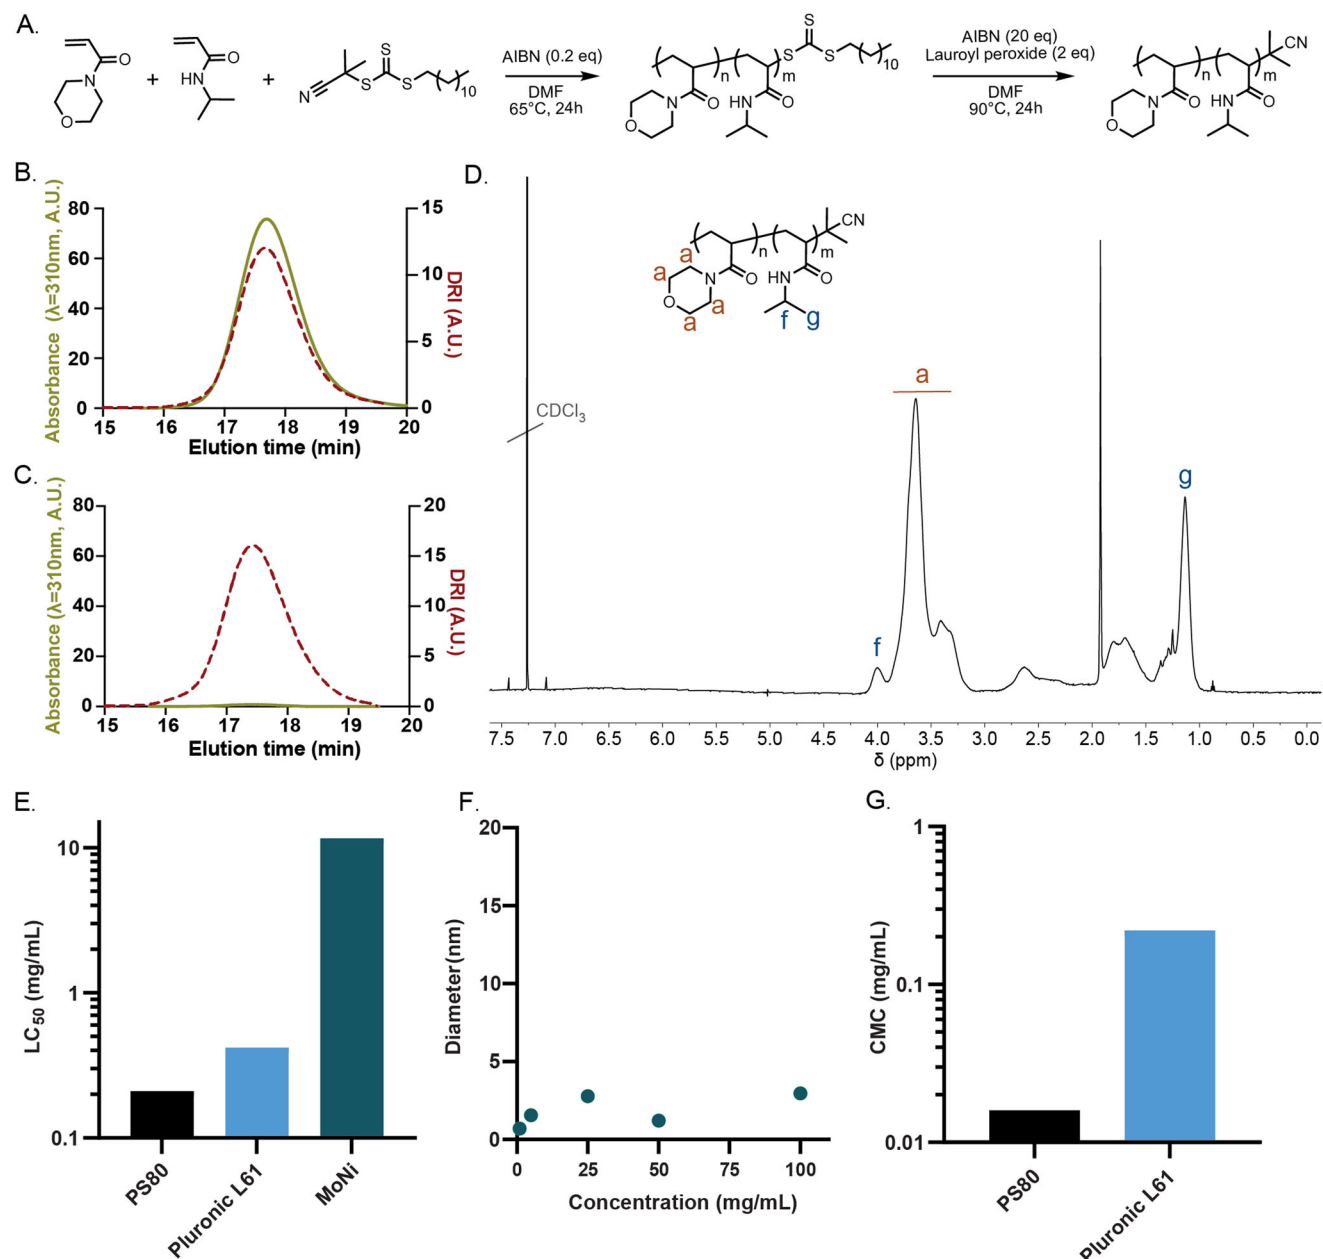 A.
O
N
O
+
O
HN
+
N
S
S
S
10
AIBN (0.2 eq)
DMF
65°C, 24h
n
m
S
S
S
10
N
O
HN
O
O
AIBN (20 eq)
Lauroyl peroxide (2 eq)
DMF
90°C, 24h
n
m
CN
N
O
HN
O
O
B.
Absorbance (λ=310nm, A.U.)
80
60
40
20
0
15
10
5
0
DRI (A.U.)
15 16 17 18 19 20
Elution time (min)
C.
Absorbance (λ=310nm, A.U.)
80
60
40
20
0
20
15
10
5
0
DRI (A.U.)
15 16 17 18 19 20
Elution time (min)
D.
CN
n
m
a
a
a
a
N
O
HN
O
O
f
g
CDCl3
a
f
g
7.5 7.0 6.5 6.0 5.5 5.0 4.5 4.0 3.5 3.0 2.5 2.0 1.5 1.0 0.5 0.0
δ (ppm)
E.
LC50 (mg/mL)
10
1
0.1
PS80
Pluronic L61
MoNi
F.
Diameter (nm)
20
15
10
5
0
0 25 50 75 100
Concentration (mg/mL)
G.
CMC (mg/mL)
1
0.1
0.01
PS80
Pluronic L61